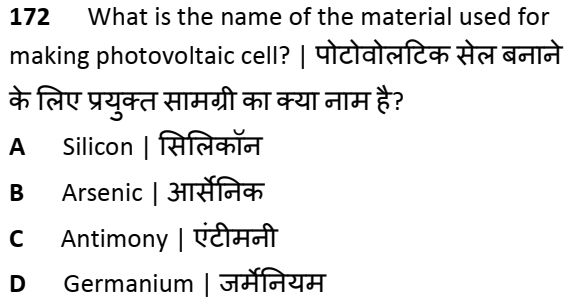 172 What is the name of the material used for
making photovoltaic cell? | पोटोवोलटिक सेल बनाने
के लिए प्रयुक्त सामग्री का क्या नाम है?
A Silicon | सिलिकॉन
B Arsenic | आर्सेनिक
C Antimony | एंटीमनी
D Germanium | जर्मेनियम